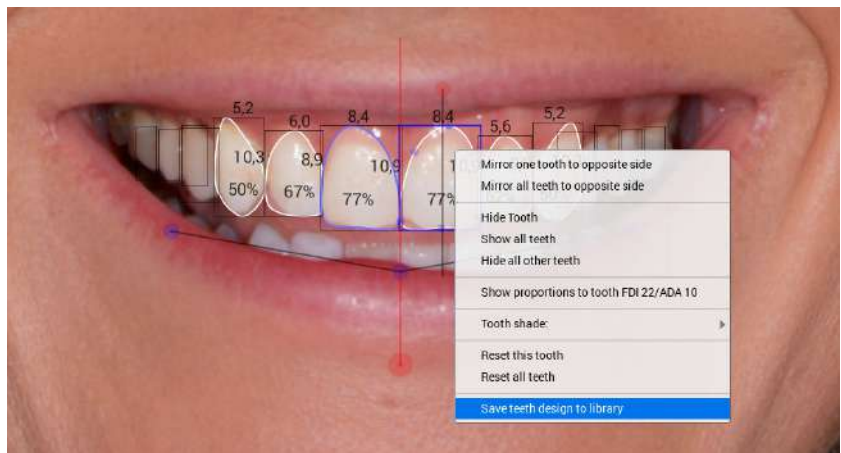 5,2
6,0
8,4
8,4
5,6
5,2
10,3
8,9
10,9
50%
67%
77%
77%
Mirror one tooth to opposite side
Mirror all teeth to opposite side
Hide Tooth
Show all teeth
Hide all other teeth
Show proportions to tooth FDI 22/ADA 10
Tooth shade:
Reset this tooth
Reset all teeth
Save teeth design to library